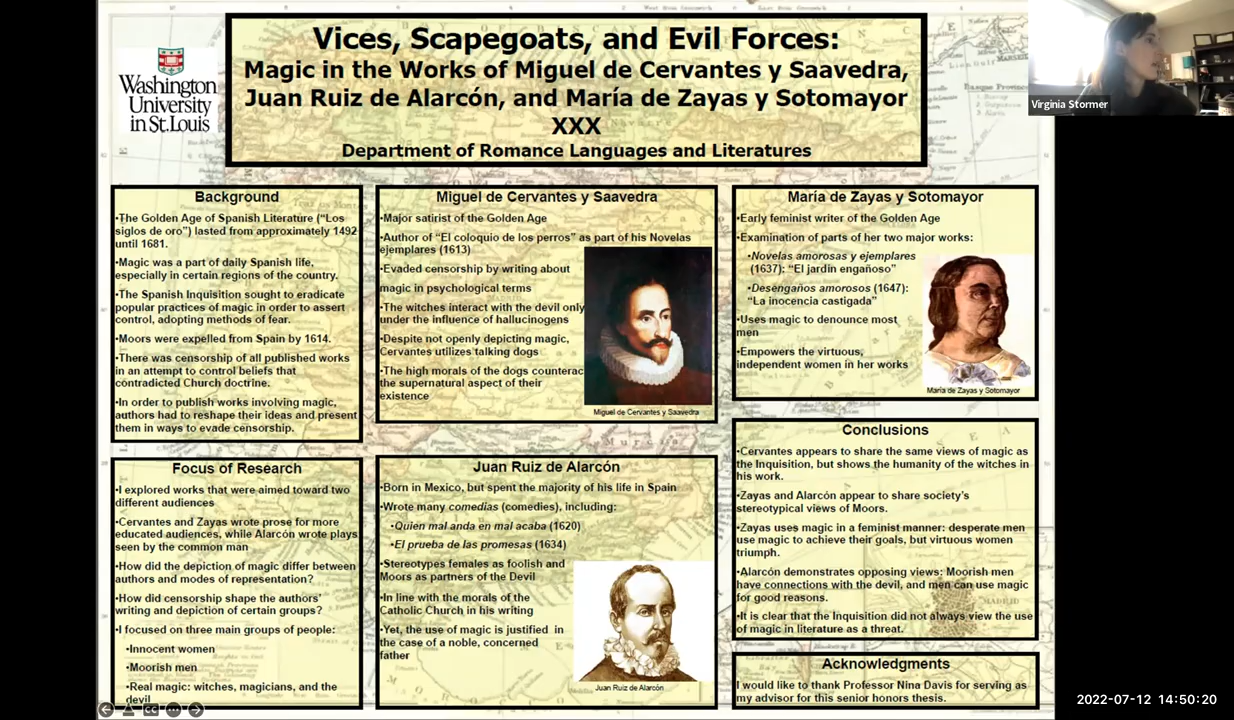 Vices, Scapegoats, and Evil Forces:
Magic in the Works of Miguel de Cervantes y Saavedra,
Juan Ruiz de Alarcón, and María de Zayas y Sotomayor
XXX
Department of Romance Languages and Literatures
Washington
University
in St.Louis
Virginia Stormer
Background
•The Golden Age of Spanish Literature (“Los
siglos de oro”) lasted from approximately 1492
until 1681.
•Magic was a part of daily Spanish life,
especially in certain regions of the country.
•The Spanish Inquisition sought to eradicate
popular practices of magic in order to assert
control, adopting methods of fear.
•Moors were expelled from Spain by 1614.
•There was censorship of all published works
in an attempt to control beliefs that
contradicted Church doctrine.
•In order to publish works involving magic,
authors had to reshape their ideas and present
them in ways to evade censorship.
Focus of Research
•I explored works that were aimed toward two
different audiences
•Cervantes and Zayas wrote prose for more
educated audiences, while Alarcón wrote plays
seen by the common man
•How did the depiction of magic differ between
authors and modes of representation?
•How did censorship shape the authors’
writing and depiction of certain groups?
•I focused on three main groups of people:
•Innocent women
•Moorish men
•Real magic: witches, magicians, and the
devil
Miguel de Cervantes y Saavedra
•Major satirist of the Golden Age
•Author of “El coloquio de los perros” as part of his Novelas
ejemplares (1613)
•Evaded censorship by writing about
magic in psychological terms
•The witches interact with the devil only
under the influence of hallucinogens
•Despite not openly depicting magic,
Cervantes utilizes talking dogs
•The high morals of the dogs counterac
the supernatural aspect of their
existence
Miguel de Cervantes y Saavedra
Juan Ruiz de Alarcón
•Born in Mexico, but spent the majority of his life in Spain
•Wrote many comedias (comedies), including:
•Quien mal anda en mal acaba (1620)
•El prueba de las promesas (1634)
•Stereotypes females as foolish and
Moors as partners of the Devil
•In line with the morals of the
Catholic Church in his writing
•Yet, the use of magic is justified in
the case of a noble, concerned
father
Juan Ruiz de Alarcón
María de Zayas y Sotomayor
•Early feminist writer of the Golden Age
•Examination of parts of her two major works:
•Novelas amorosas y ejemplares
(1637): “El jardín engañoso”
•Desengaños amorosos (1647):
“La inocencia castigada”
•Uses magic to denounce most
men
•Empowers the virtuous,
independent women in her works
María de Zayas y Sotomayor
Conclusions
•Cervantes appears to share the same views of magic as
the Inquisition, but shows the humanity of the witches in
his work.
•Zayas and Alarcón appear to share society’s
stereotypical views of Moors.
•Zayas uses magic in a feminist manner: desperate men
use magic to achieve their goals, but virtuous women
triumph.
•Alarcón demonstrates opposing views: Moorish men
have connections with the devil, and men can use magic
for good reasons.
•It is clear that the Inquisition did not always view the use
of magic in literature as a threat.
Acknowledgments
I would like to thank Professor Nina Davis for serving as
my advisor for this senior honors thesis.
2022-07-12 14:50:20